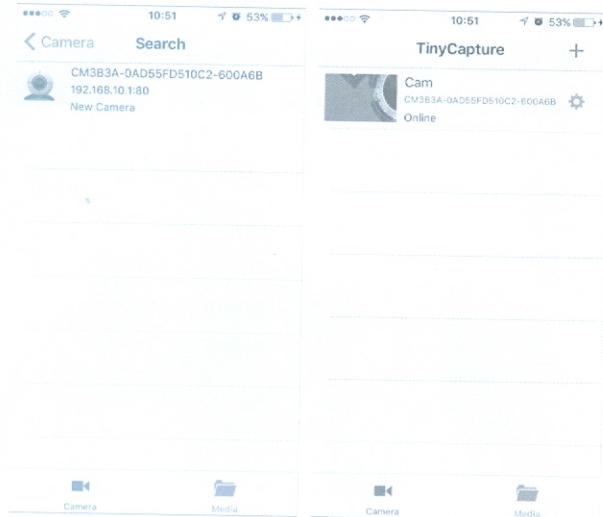 10:51
53%
Camera
Search
CM3B3A-0AD55FD510C2-600A6B
192.168.10.1:80
New Camera
Camera
Media
10:51
53%
TinyCapture
+
Cam
CM3B3A-0AD55FD510C2-600A6B
Online
Camera
Media